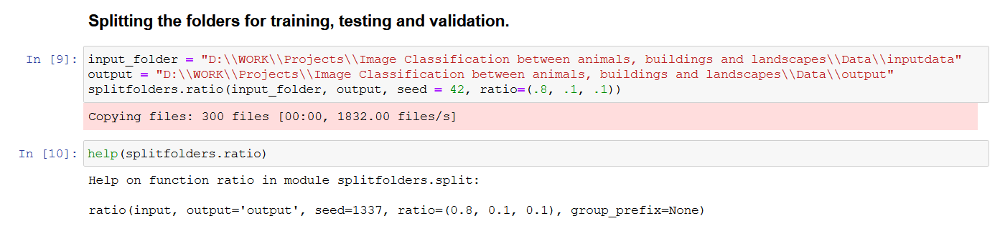 Splitting the folders for training, testing and validation.
In [9]: input_folder = "D:\\WORK\\Projects\\Image Classification between animals, buildings and landscapes\\Data\\inputdata"
output = "D:\\WORK\\Projects\\Image Classification between animals, buildings and landscapes\\Data\\output"
splitfolders.ratio(input_folder, output, seed = 42, ratio=(.8, .1, .1))
Copying files: 300 files [00:00, 1832.00 files/s]
In [10]: help(splitfolders.ratio)
Help on function ratio in module splitfolders.split:
ratio(input, output='output', seed=1337, ratio=(0.8, 0.1, 0.1), group_prefix=None)